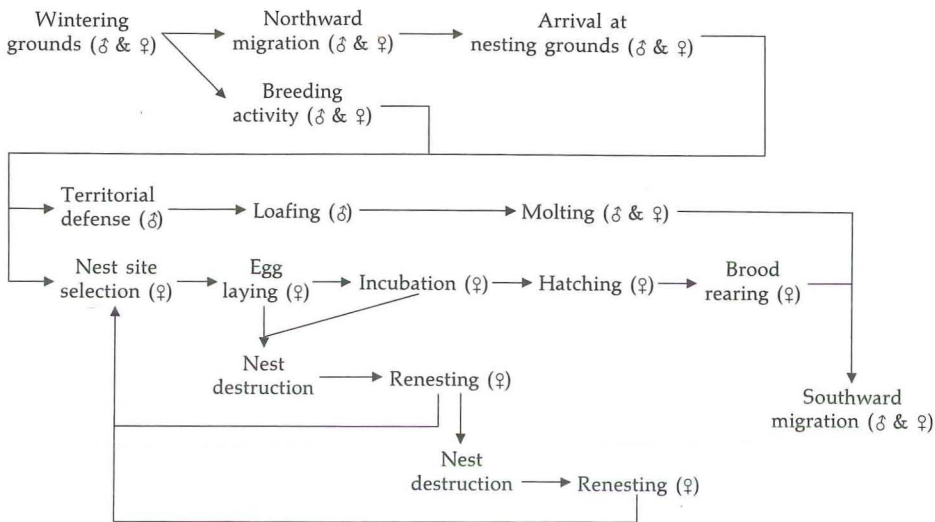 Wintering
grounds (♂ & ♀)
Northward
migration (♂ & ♀)
Arrival at
nesting grounds (♂ & ♀)
Breeding
activity (♂ & ♀)
Territorial
defense (♂)
Loafing (♂)
Molting (♂ & ♀)
Nest site
selection (♀)
Egg
laying (♀)
Incubation (♀)
Hatching (♀)
Brood
rearing (♀)
Nest
destruction
Renesting (♀)
Southward
migration (♂ & ♀)
Nest
destruction
Renesting (♀)